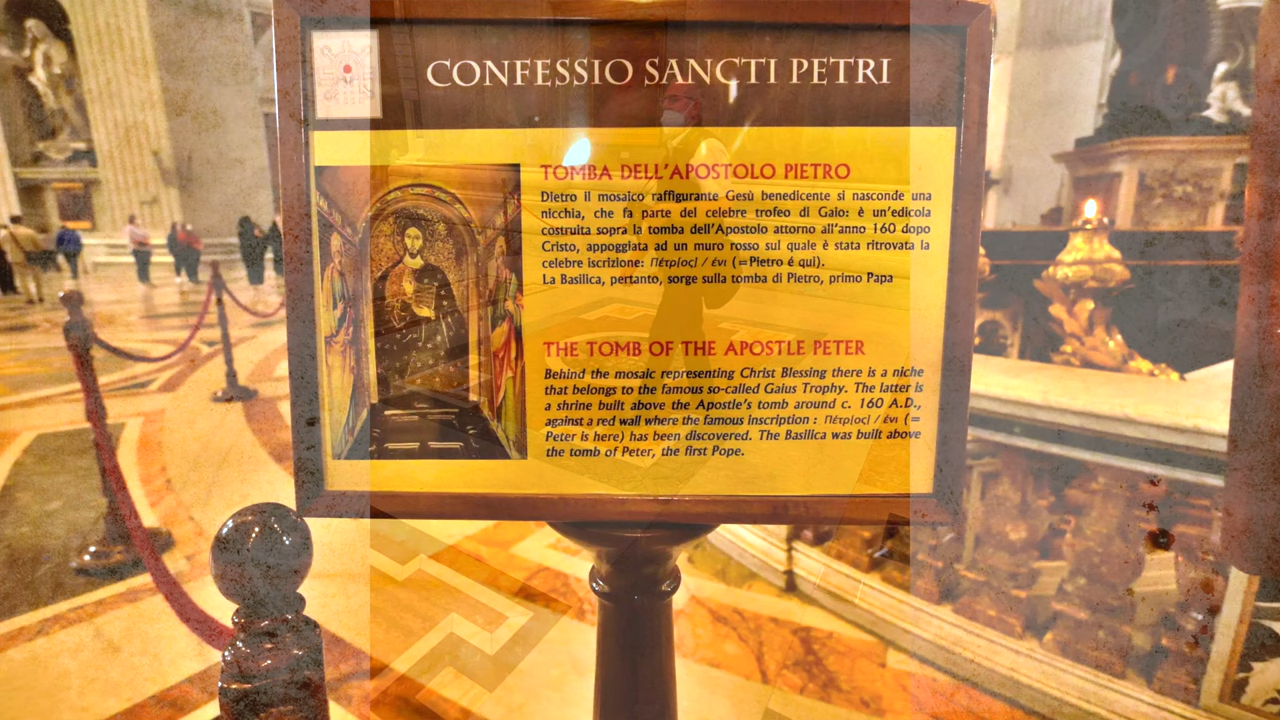 CONFESSIO SANCTI PETRI
TOMBA DELL'APOSTOLO PIETRO
Dietro il mosaico raffigurante Gesù benedicente si nasconde una
nicchia, che fa parte del celebre trofeo di Gaio: è un'edicola
costruita sopra la tomba dell'Apostolo attorno all'anno 160 dopo
Cristo, appoggiata ad un muro rosso sul quale è stata ritrovata la
celebre iscrizione: Πέτρ[ος] / ένι (=Pietro é qui).
La Basilica, pertanto, sorge sulla tomba di Pietro, primo Papa
THE TOMB OF THE APOSTLE PETER
Behind the mosaic representing Christ Blessing there is a niche
that belongs to the famous so-called Gaius Trophy. The latter is
a shrine built above the Apostle's tomb around c. 160 A.D.,
against a red wall where the famous inscription : Πέτρ[ος] / ένι (=
Peter is here) has been discovered. The Basilica was built above
the tomb of Peter, the first Pope.